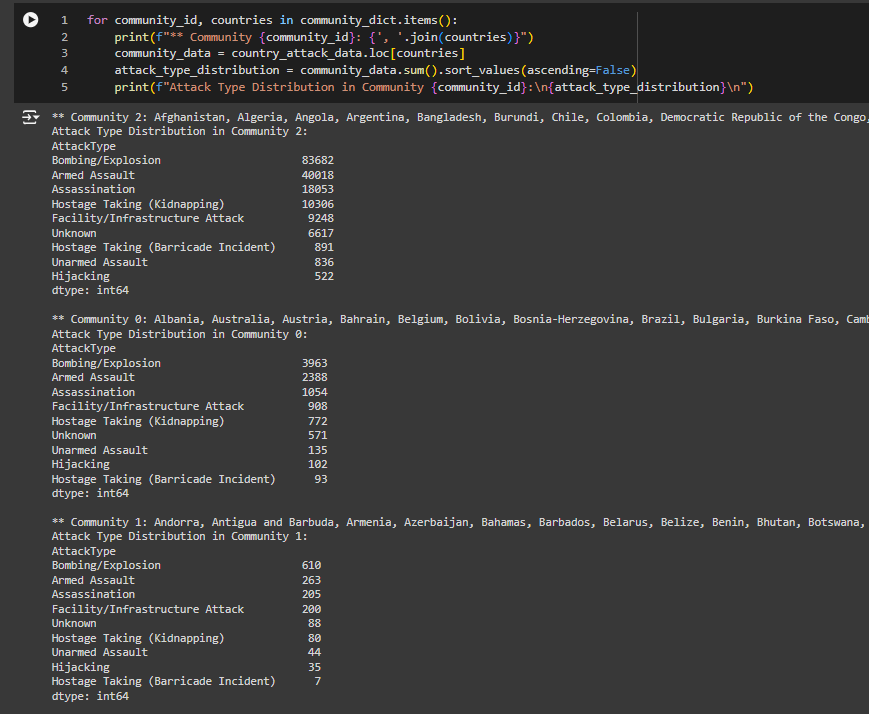 1 for community_id, countries in community_dict.items():
2 print(f"** Community {community_id}: {', '.join(countries)}")
3 community_data = country_attack_data.loc[countries]
4 attack_type_distribution = community_data.sum().sort_values(ascending=False)
5 print(f"Attack Type Distribution in Community {community_id}:\n{attack_type_distribution}\n")
** Community 2: Afghanistan, Algeria, Angola, Argentina, Bangladesh, Burundi, Chile, Colombia, Democratic Republic of the Congo,
Attack Type Distribution in Community 2:
AttackType
Bombing/Explosion 83682
Armed Assault 40018
Assassination 18053
Hostage Taking (Kidnapping) 10306
Facility/Infrastructure Attack 9248
Unknown 6617
Hostage Taking (Barricade Incident) 891
Unarmed Assault 836
Hijacking 522
dtype: int64
** Community 0: Albania, Australia, Austria, Bahrain, Belgium, Bolivia, Bosnia-Herzegovina, Brazil, Bulgaria, Burkina Faso, Camb
Attack Type Distribution in Community 0:
AttackType
Bombing/Explosion 3963
Armed Assault 2388
Assassination 1054
Facility/Infrastructure Attack 908
Hostage Taking (Kidnapping) 772
Unknown 571
Unarmed Assault 135
Hijacking 102
Hostage Taking (Barricade Incident) 93
dtype: int64
** Community 1: Andorra, Antigua and Barbuda, Armenia, Azerbaijan, Bahamas, Barbados, Belarus, Belize, Benin, Bhutan, Botswana,
Attack Type Distribution in Community 1:
AttackType
Bombing/Explosion 610
Armed Assault 263
Assassination 205
Facility/Infrastructure Attack 200
Unknown 88
Hostage Taking (Kidnapping) 80
Unarmed Assault 44
Hijacking 35
Hostage Taking (Barricade Incident) 7
dtype: int64